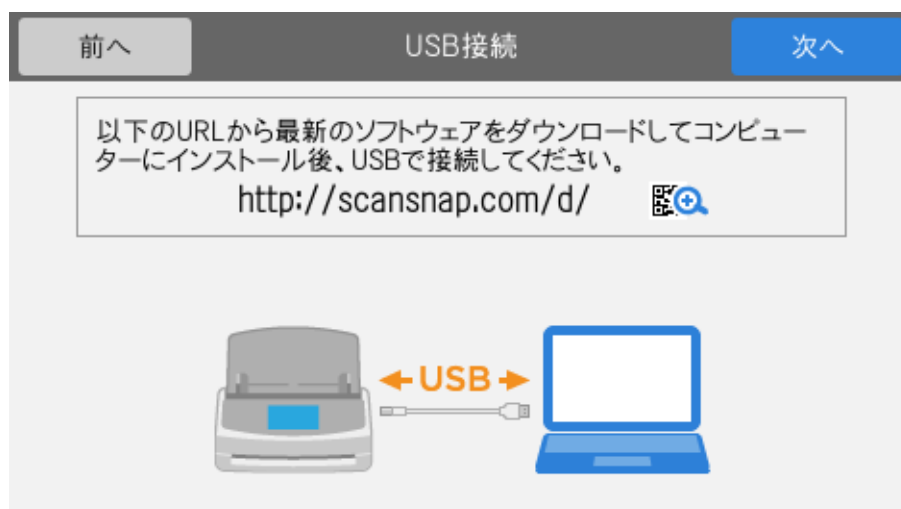 前へ
USB接続
次へ
以下のURLから最新のソフトウェアをダウンロードしてコンピュー
ターにインストール後、USBで接続してください。
http://scansnap.com/d/
USB